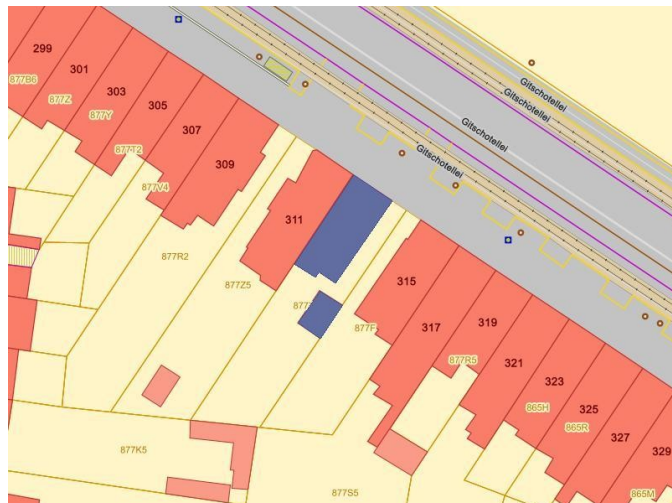 Gitschotellei
Gitschotellei
Gitschotellei
Gitschotellei
299
301
303
305
307
309
311
315
317
319
321
323
325
327
329
877B6
877Z
877Y
877T2
877V4
877R2
877Z5
877F
877R5
865H
865R
865M
877K5
877S5